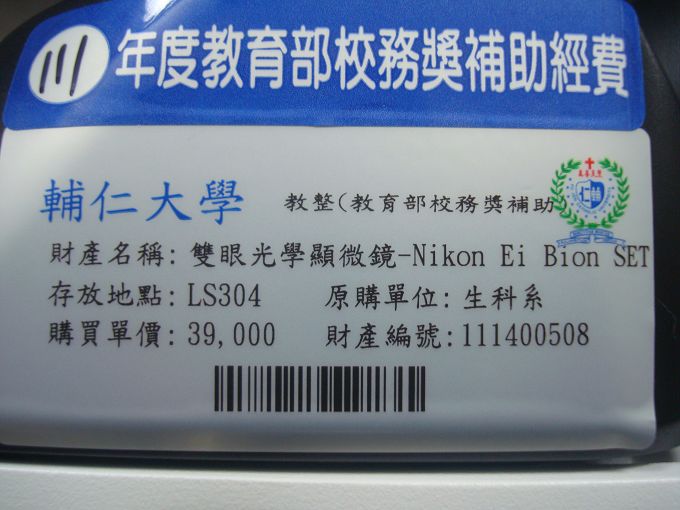 111年度教育部校務獎補助經費
輔仁大學 教整(教育部校務獎補助
財產名稱: 雙眼光學顯微鏡-Nikon Ei Bion SET
存放地點: LS304 原購單位: 生科系
購買單價: 39,000 財產編號: 111400508